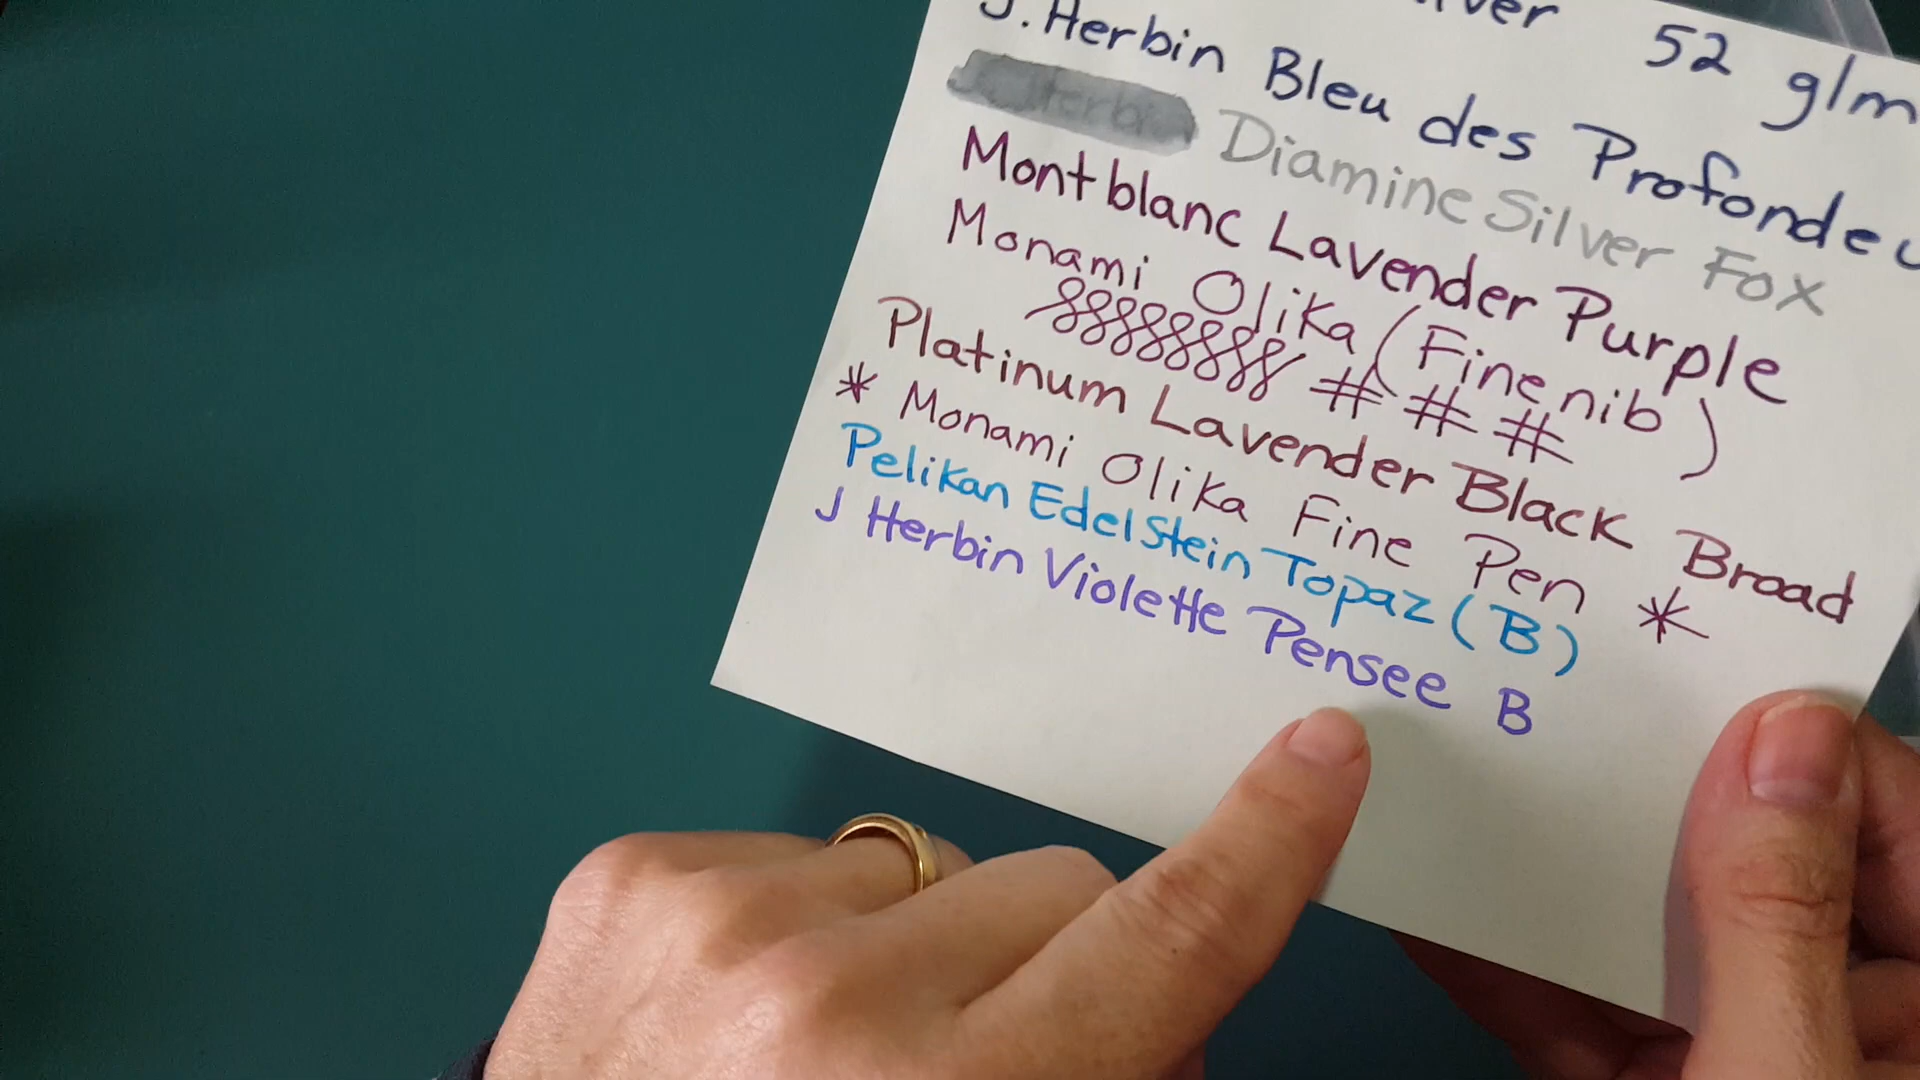 52 g/m
J. Herbin Bleu des Profondeu
Diamine Silver Fox
Montblanc Lavender Purple
Monami Olika (Fine nib)
88888888 # # #
Platinum Lavender Black Broad
* Monami Olika Fine Pen *
Pelikan EdelStein Topaz (B)
J Herbin Violette Pensee B